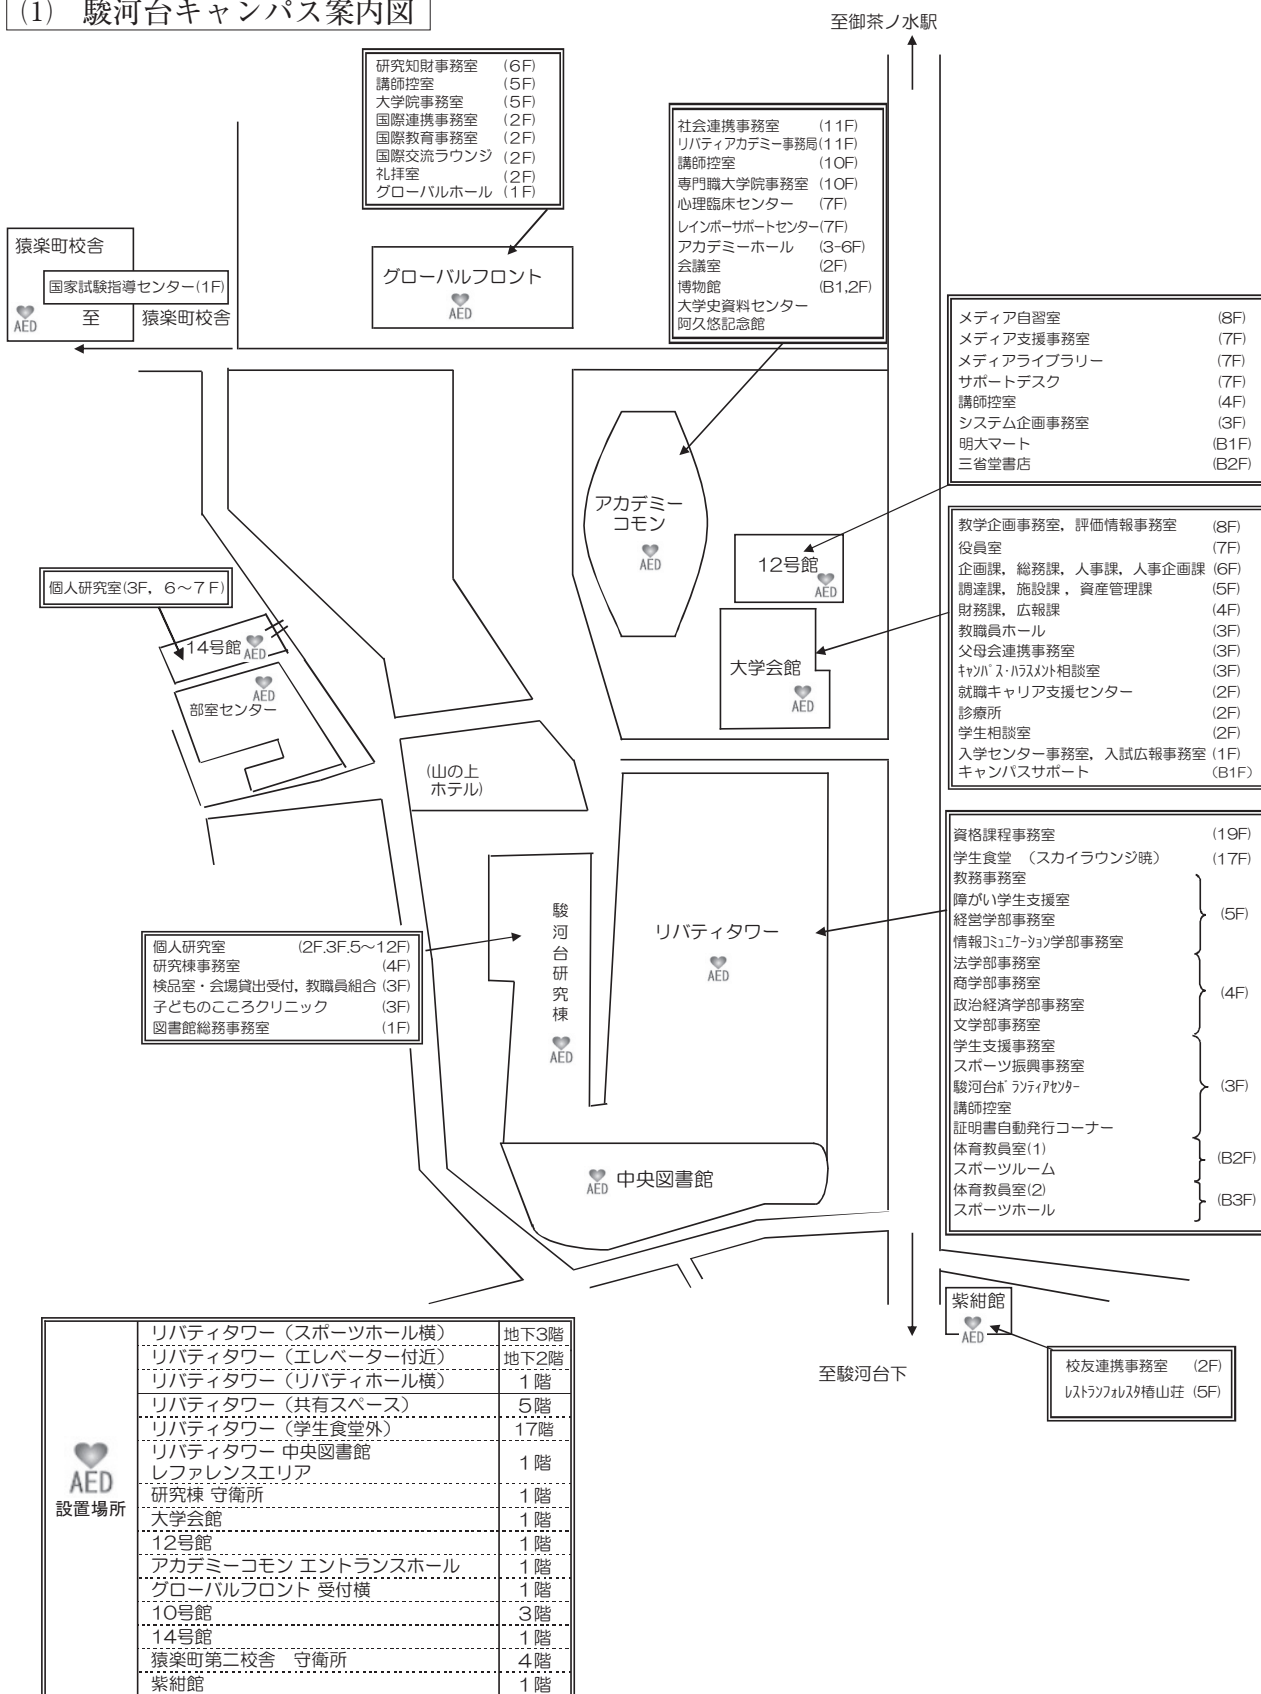 (1) 駿河台キャンパス案内図
至御茶ノ水駅
研究知財事務室 (6F)
講師控室 (5F)
大学院事務室 (5F)
国際連携事務室 (2F)
国際教育事務室 (2F)
国際交流ラウンジ (2F)
礼拝室 (2F)
グローバルホール (1F)
社会連携事務室 (11F)
リバティアカデミー事務局(11F)
講師控室 (10F)
専門職大学院事務室 (10F)
心理臨床センター (7F)
レインボーサポートセンター(7F)
アカデミーホール (3-6F)
会議室 (2F)
博物館 (B1,2F)
大学史資料センター
阿久悠記念館
猿楽町校舎
国家試験指導センター(1F)
AED
至 猿楽町校舎
グローバルフロント
AED
メディア自習室 (8F)
メディア支援事務室 (7F)
メディアライブラリー (7F)
サポートデスク (7F)
講師控室 (4F)
システム企画事務室 (3F)
明大マート (B1F)
三省堂書店 (B2F)
アカデミー
コモン
AED
12号館
AED
教学企画事務室,評価情報事務室 (8F)
役員室 (7F)
企画課,総務課,人事課,人事企画課 (6F)
調達課,施設課,資産管理課 (5F)
財務課,広報課 (4F)
教職員ホール (3F)
父母会連携事務室 (3F)
ｷｬﾝﾊﾟｽ・ﾊﾗｽﾒﾝﾄ相談室 (3F)
就職キャリア支援センター (2F)
診療所 (2F)
学生相談室 (2F)
入学センター事務室,入試広報事務室 (1F)
キャンパスサポート (B1F)
個人研究室(3F, 6〜7F)
14号館
AED
AED
部室センター
大学会館
AED
(山の上
ホテル)
資格課程事務室 (19F)
学生食堂 (スカイラウンジ暁) (17F)
教務事務室
障がい学生支援室
経営学部事務室
情報ｺﾐｭﾆｹｰｼｮﾝ学部事務室
(5F)
法学部事務室
商学部事務室
政治経済学部事務室
文学部事務室
(4F)
学生支援事務室
スポーツ振興事務室
駿河台ﾎﾞﾗﾝﾃｨｱｾﾝﾀｰ
講師控室
証明書自動発行コーナー
(3F)
体育教員室(1)
スポーツルーム
(B2F)
体育教員室(2)
スポーツホール
(B3F)
個人研究室 (2F.3F.5〜12F)
研究棟事務室 (4F)
検品室・会場貸出受付,教職員組合 (3F)
子どものこころクリニック (3F)
図書館総務事務室 (1F)
駿河台研究棟
AED
リバティタワー
AED
AED 中央図書館
紫紺館
AED
至駿河台下
校友連携事務室 (2F)
ﾚｽﾄﾗﾝﾌｫﾚｽﾀ椿山荘 (5F)
AED
設置場所
リバティタワー(スポーツホール横) 地下3階
リバティタワー(エレベーター付近) 地下2階
リバティタワー(リバティホール横) 1階
リバティタワー(共有スペース) 5階
リバティタワー(学生食堂外) 17階
リバティタワー 中央図書館
レファレンスエリア 1階
研究棟 守衛所 1階
大学会館 1階
12号館 1階
アカデミーコモン エントランスホール 1階
グローバルフロント 受付横 1階
10号館 3階
14号館 1階
猿楽町第二校舎 守衛所 4階
紫紺館 1階